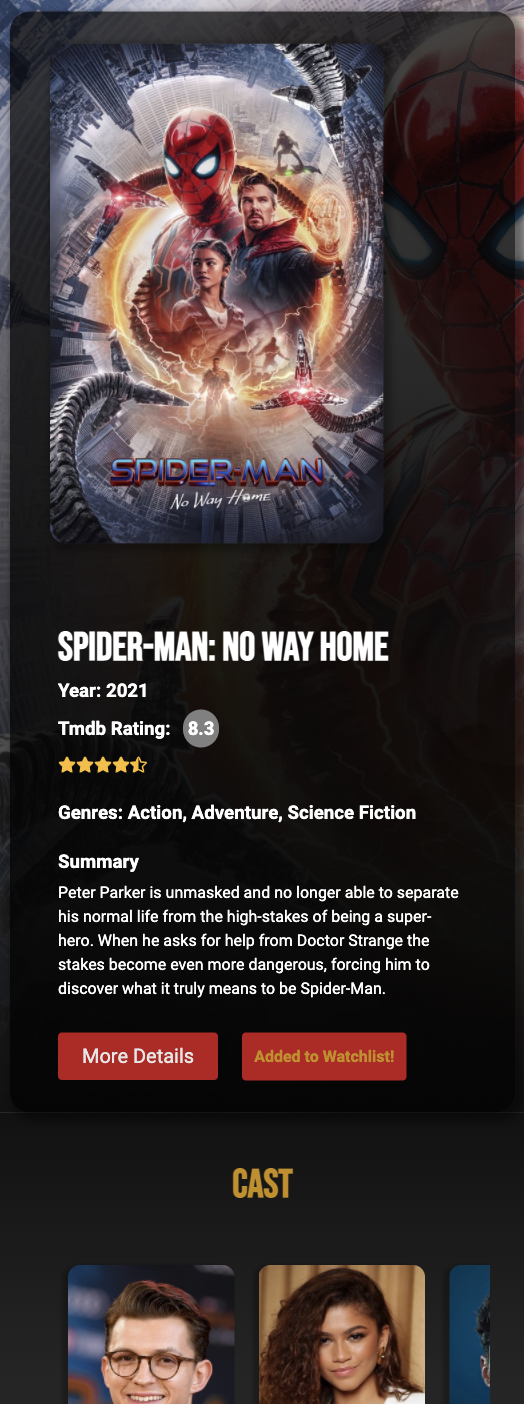 SPIDER-MAN
No Way Home
SPIDER-MAN: NO WAY HOME
Year: 2021
Tmdb Rating: 8.3
Genres: Action, Adventure, Science Fiction
Summary
Peter Parker is unmasked and no longer able to separate
his normal life from the high-stakes of being a super-
hero. When he asks for help from Doctor Strange the
stakes become even more dangerous, forcing him to
discover what it truly means to be Spider-Man.
More Details
Added to Watchlist!
CAST